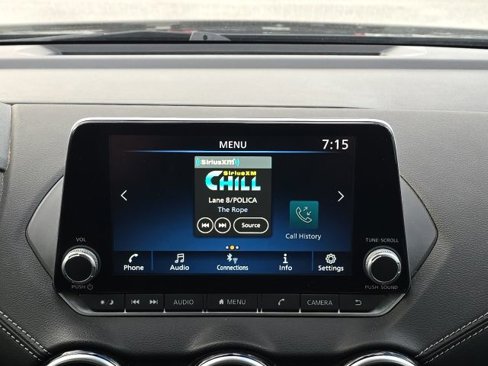 MENU 7:15
SiriusXM
SiriusXM
CHILL
Lane 8/POLICA
The Rope
Source
Call History
VOL
TUNE·SCROLL
Phone Audio Connections Info Settings
PUSH PUSH SOUND
AUDIO MENU CAMERA